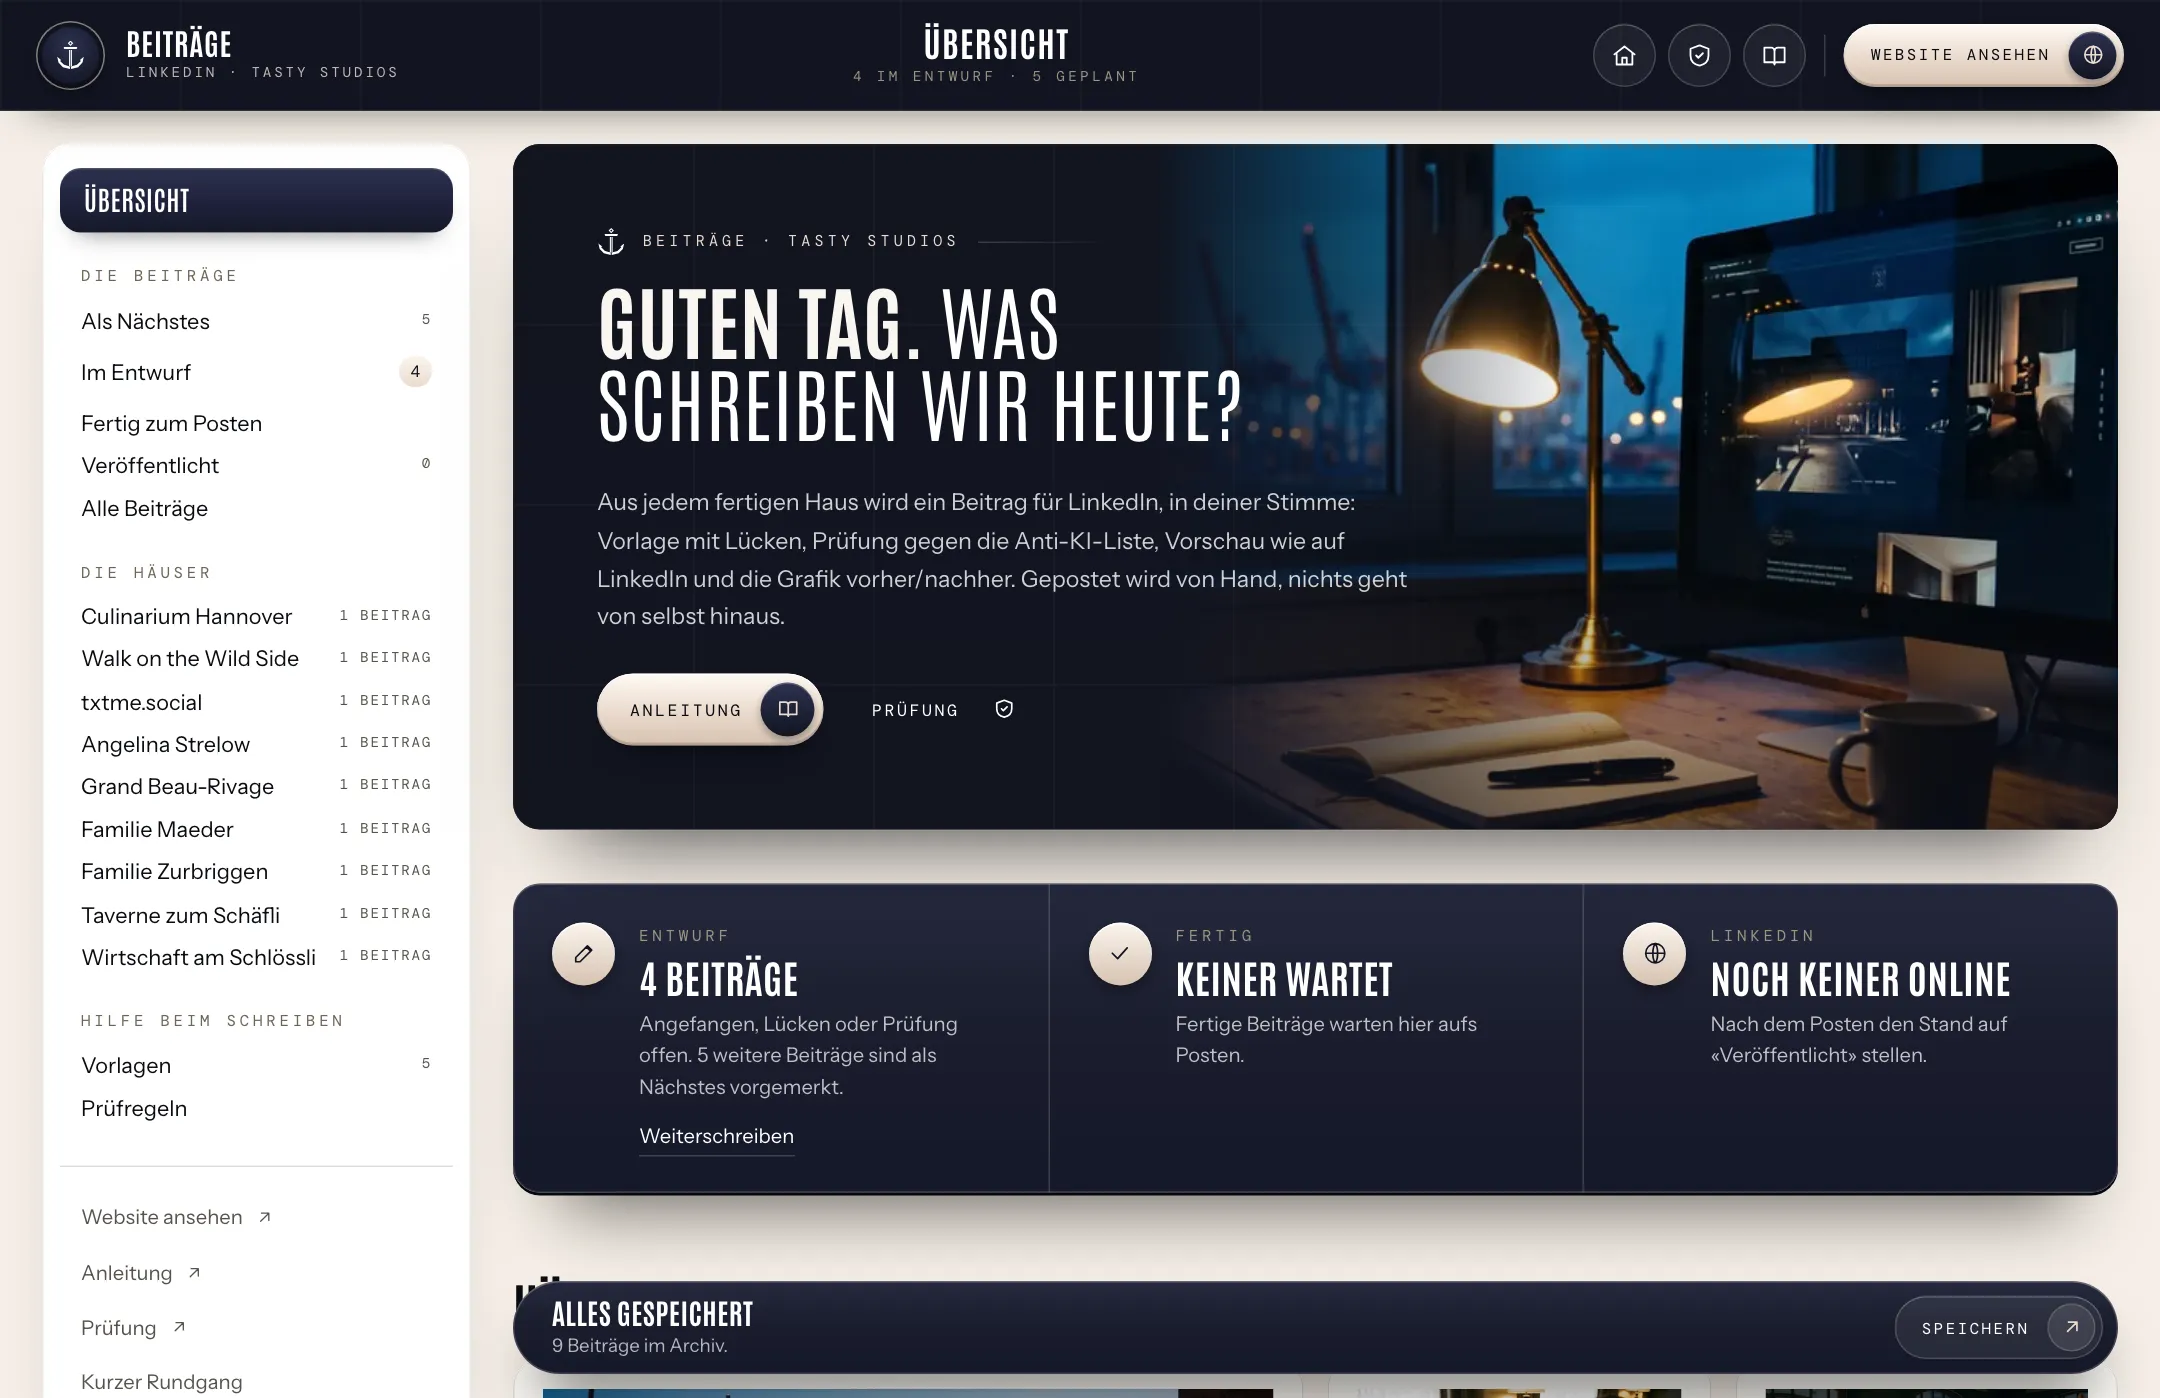 BEITRÄGE
LINKEDIN · TASTY STUDIOS
ÜBERSICHT
4 IM ENTWURF · 5 GEPLANT
WEBSITE ANSEHEN
ÜBERSICHT
DIE BEITRÄGE
Als Nächstes 5
Im Entwurf 4
Fertig zum Posten
Veröffentlicht 0
Alle Beiträge
DIE HÄUSER
Culinarium Hannover 1 BEITRAG
Walk on the Wild Side 1 BEITRAG
txtme.social 1 BEITRAG
Angelina Strelow 1 BEITRAG
Grand Beau-Rivage 1 BEITRAG
Familie Maeder 1 BEITRAG
Familie Zurbriggen 1 BEITRAG
Taverne zum Schäfli 1 BEITRAG
Wirtschaft am Schlössli 1 BEITRAG
HILFE BEIM SCHREIBEN
Vorlagen 5
Prüfregeln
Website ansehen
Anleitung
Prüfung
Kurzer Rundgang
BEITRÄGE · TASTY STUDIOS
GUTEN TAG. WAS
SCHREIBEN WIR HEUTE?
Aus jedem fertigen Haus wird ein Beitrag für LinkedIn, in deiner Stimme:
Vorlage mit Lücken, Prüfung gegen die Anti-KI-Liste, Vorschau wie auf
LinkedIn und die Grafik vorher/nachher. Gepostet wird von Hand, nichts geht
von selbst hinaus.
ANLEITUNG
PRÜFUNG
ENTWURF
4 BEITRÄGE
Angefangen, Lücken oder Prüfung
offen. 5 weitere Beiträge sind als
Nächstes vorgemerkt.
Weiterschreiben
FERTIG
KEINER WARTET
Fertige Beiträge warten hier aufs
Posten.
LINKEDIN
NOCH KEINER ONLINE
Nach dem Posten den Stand auf
«Veröffentlicht» stellen.
ALLES GESPEICHERT
9 Beiträge im Archiv.
SPEICHERN